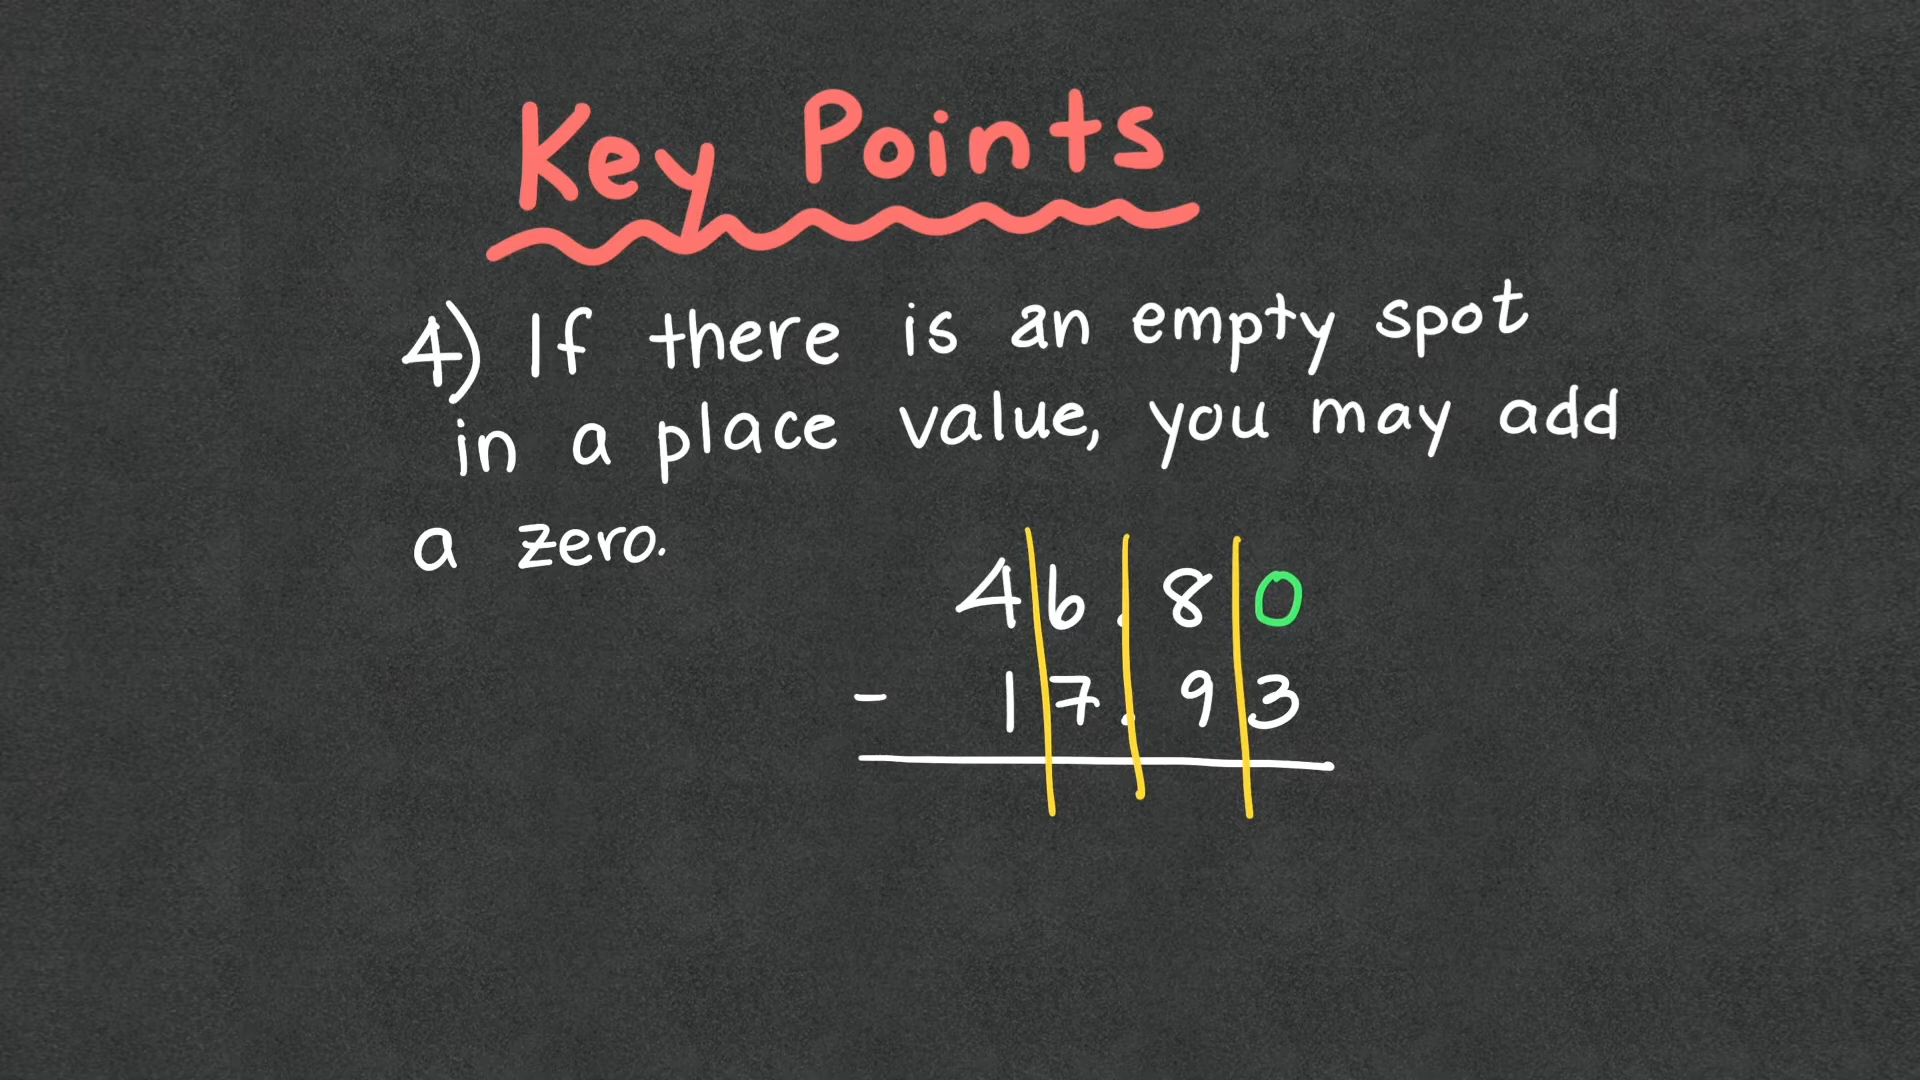 Key Points
4) If there is an empty spot
in a place value, you may add
a zero.
46.80
- 17.93